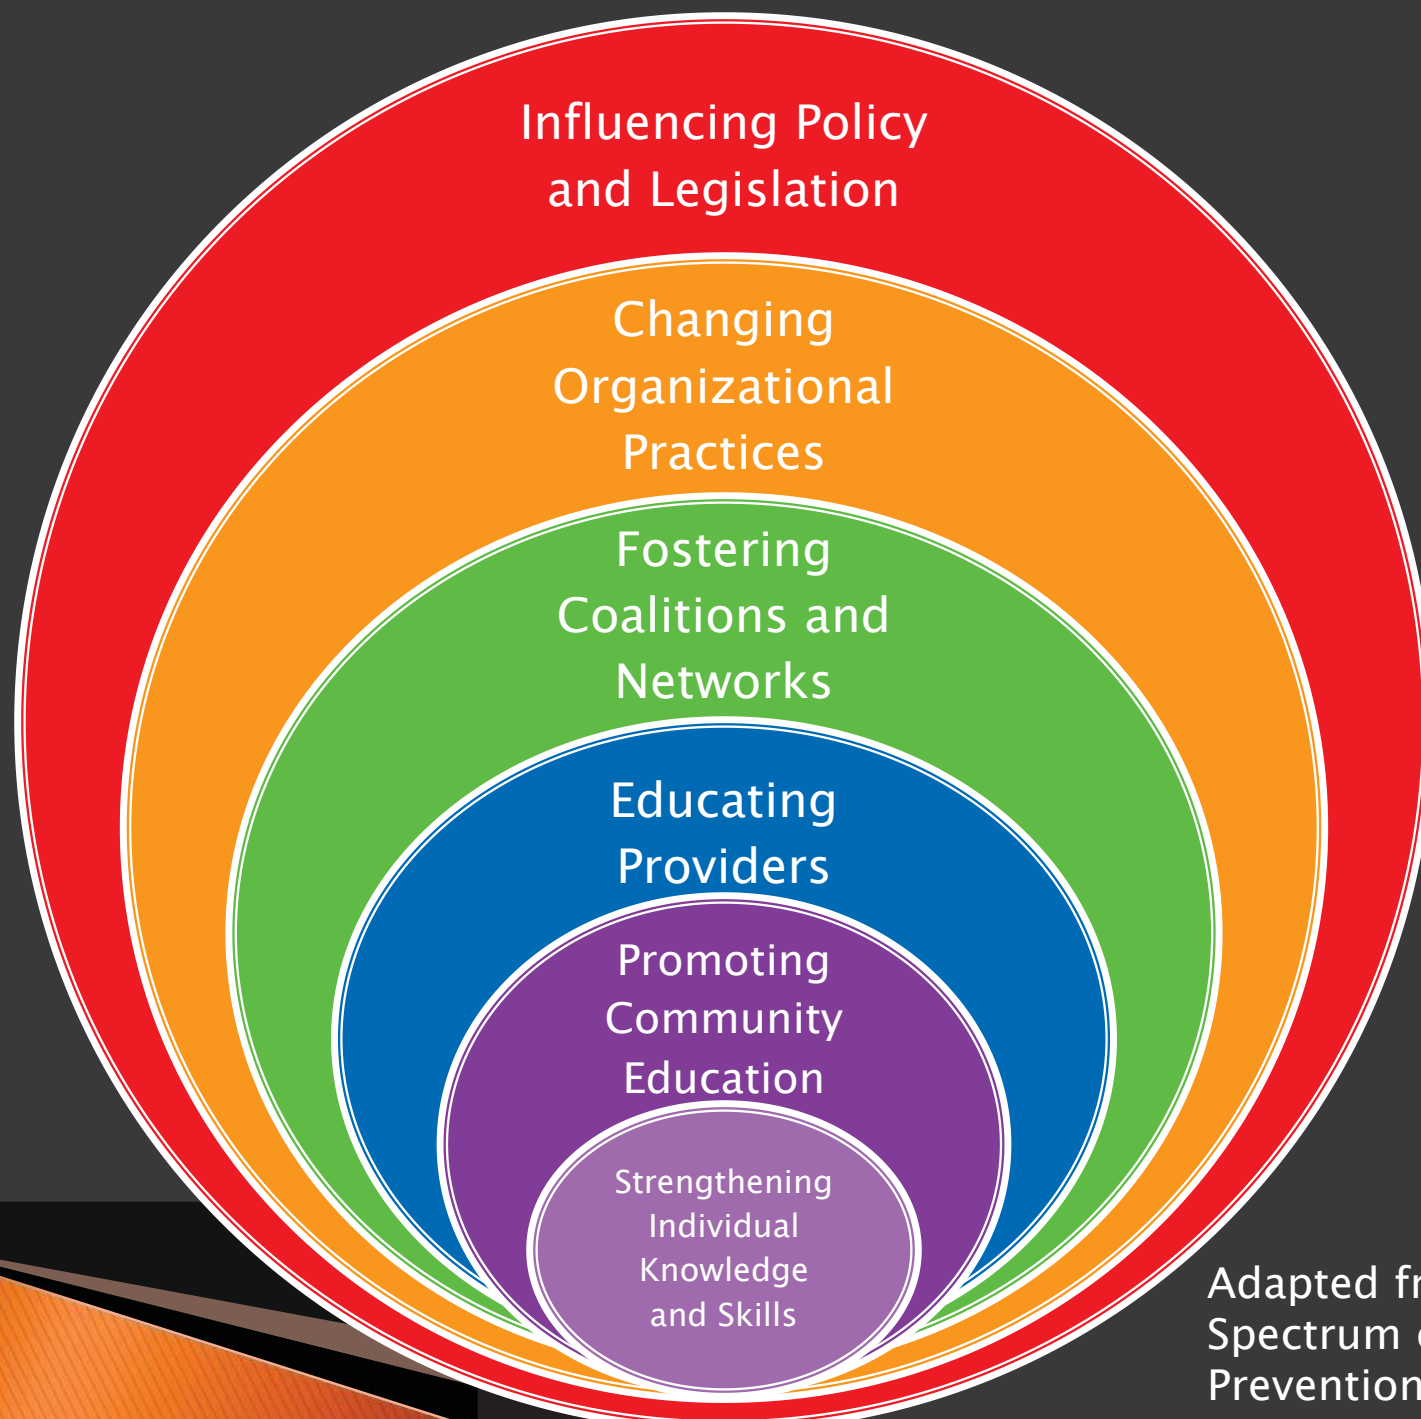 Influencing Policy
and Legislation
Changing
Organizational
Practices
Fostering
Coalitions and
Networks
Educating
Providers
Promoting
Community
Education
Strengthening
Individual
Knowledge
and Skills
Adapted
Spectrum
Prevention